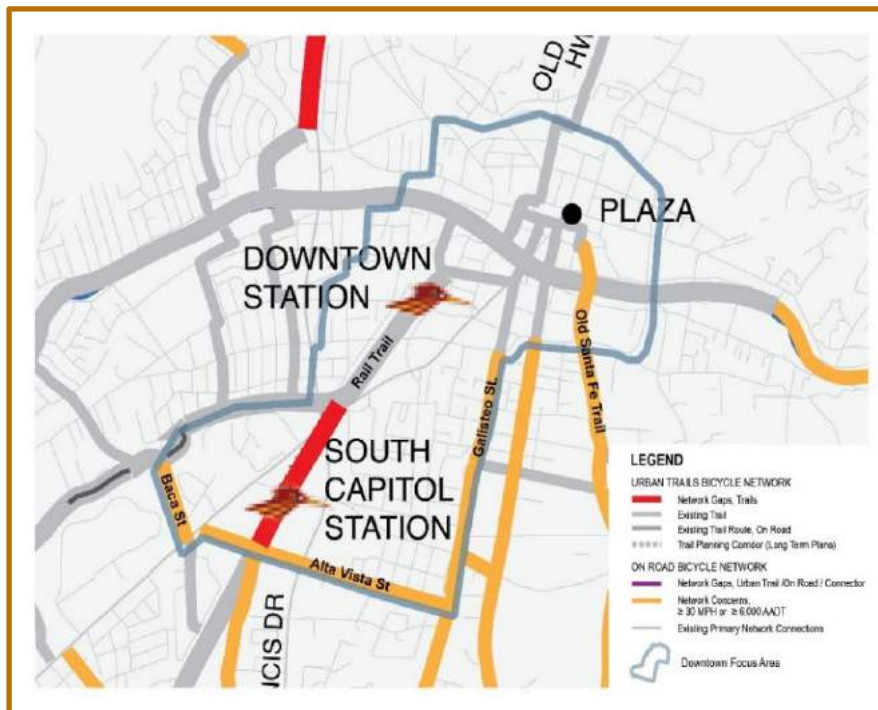 OLD
HW
PLAZA
DOWNTOWN
STATION
Rail Trail
Old Santa Fe Trail
Galisteo St.
SOUTH
CAPITOL
STATION
Baca St
Alta Vista St
NCIS DR
LEGEND
URBAN TRAILS BICYCLE NETWORK
Network Gaps, Trails
Existing Trail
Existing Trail Route, On Road
Trail Planning Corridor (Long Term Plans)
ON ROAD BICYCLE NETWORK
Network Gaps, Urban Trail /On Road / Connector
Network Concerns,
≥ 30 MPH or ≥ 6,000 AADT
Existing Primary Network Connections
Downtown Focus Area